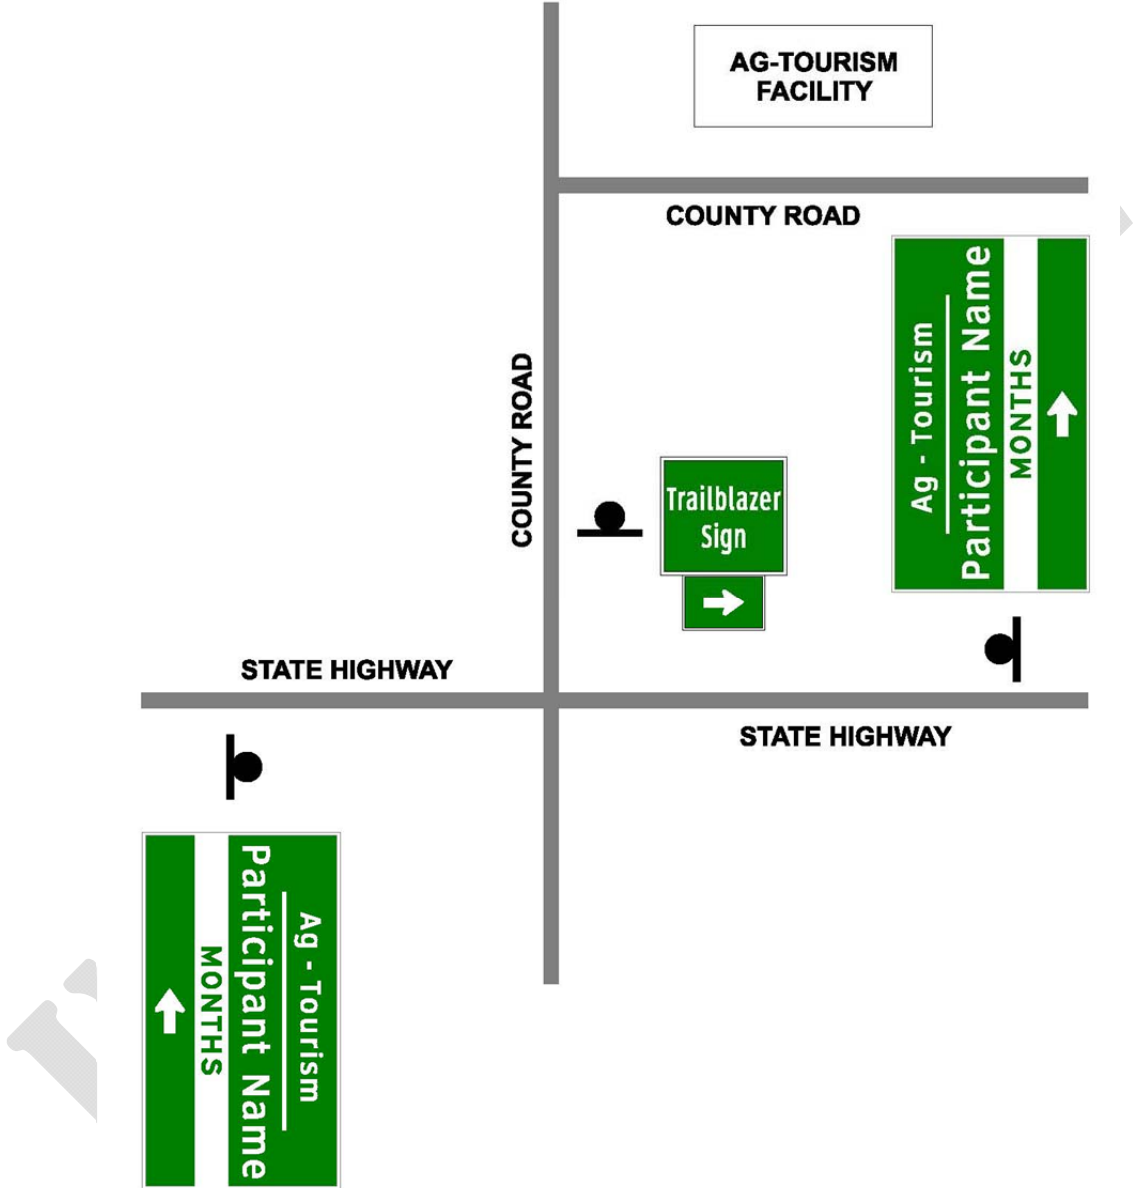 AG-TOURISM
FACILITY
COUNTY ROAD
Ag - Tourism
Participant Name
MONTHS
COUNTY ROAD
Trailblazer
Sign
STATE HIGHWAY
STATE HIGHWAY
Ag - Tourism
Participant Name
MONTHS